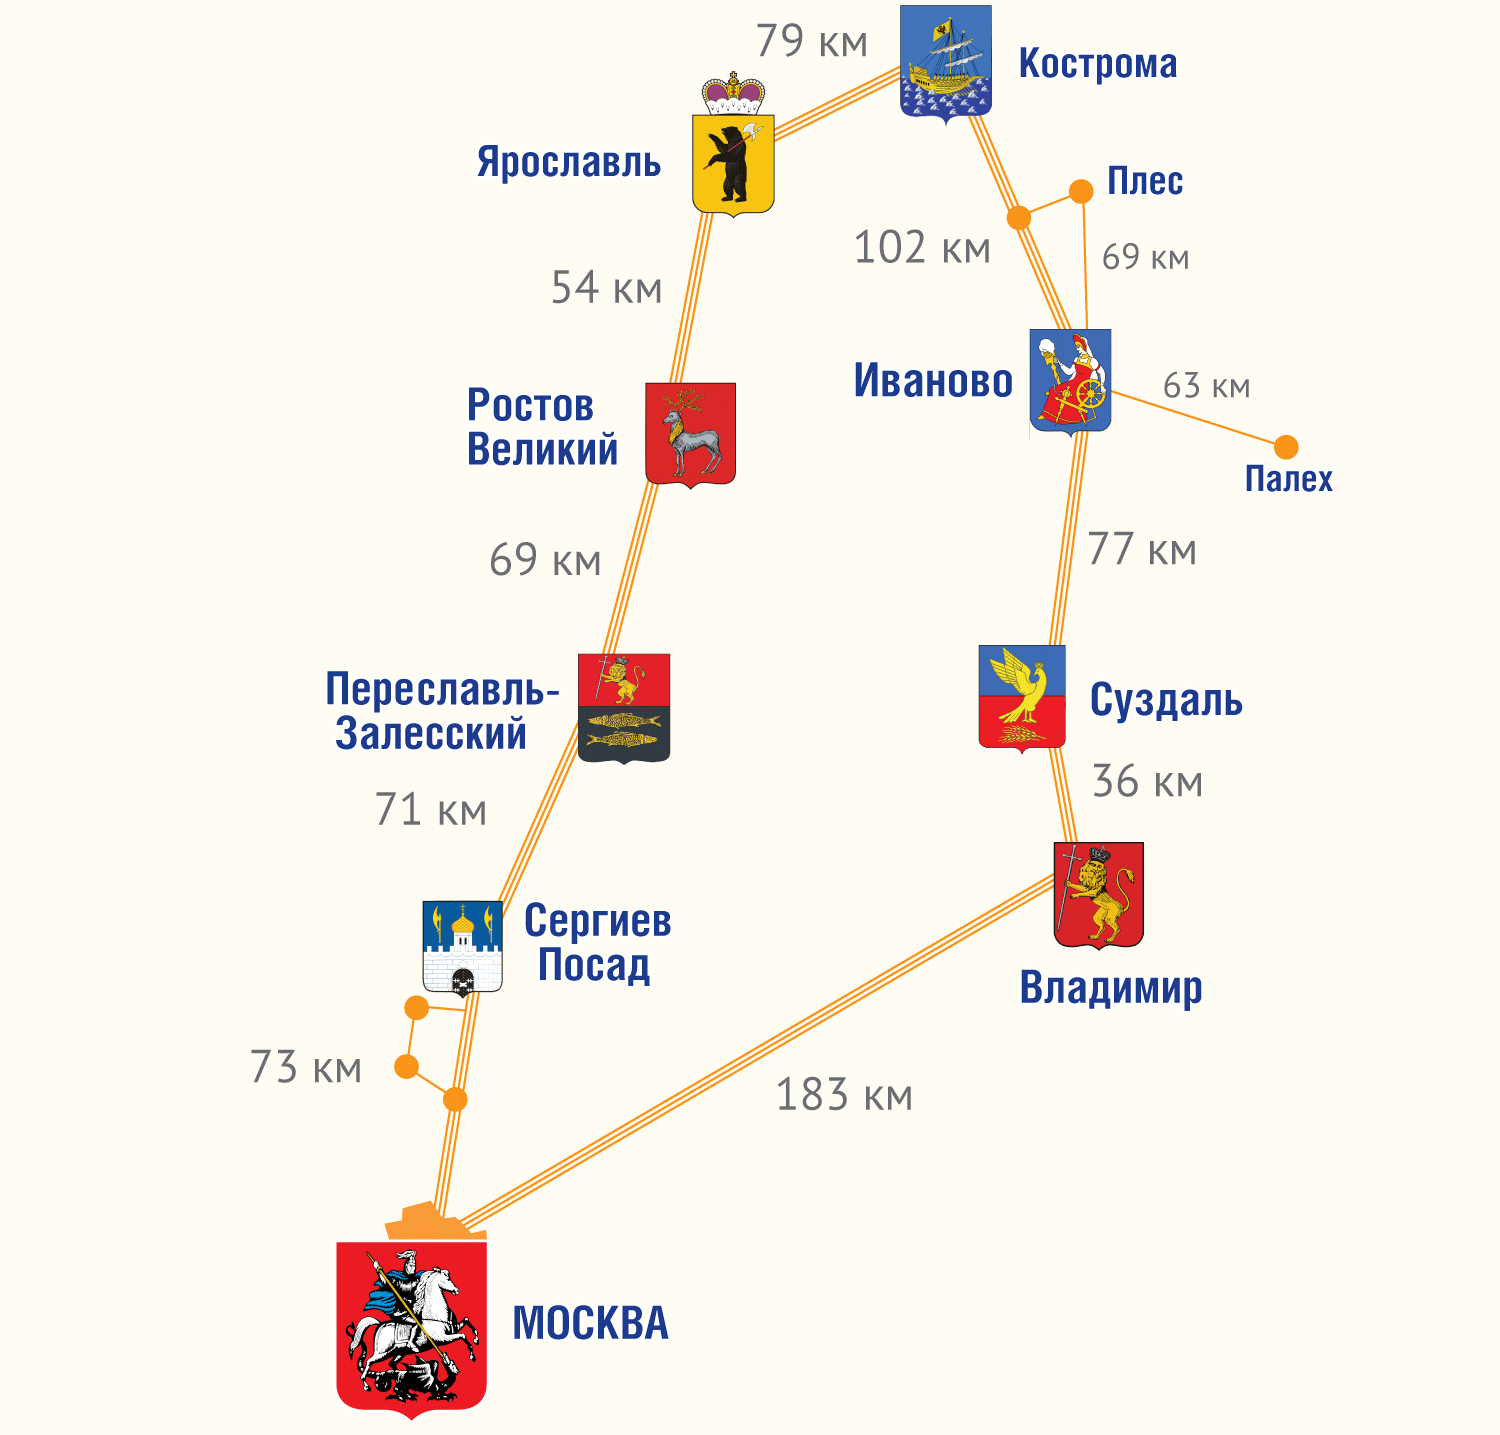 79 км
Кострома
Ярославль
Плес
102 км
69 км
54 км
Иваново
63 км
Ростов
Великий
Палех
69 км
77 км
Переславль-
Залесский
Суздаль
71 км
36 км
Сергиев
Посад
Владимир
73 км
183 км
МОСКВА